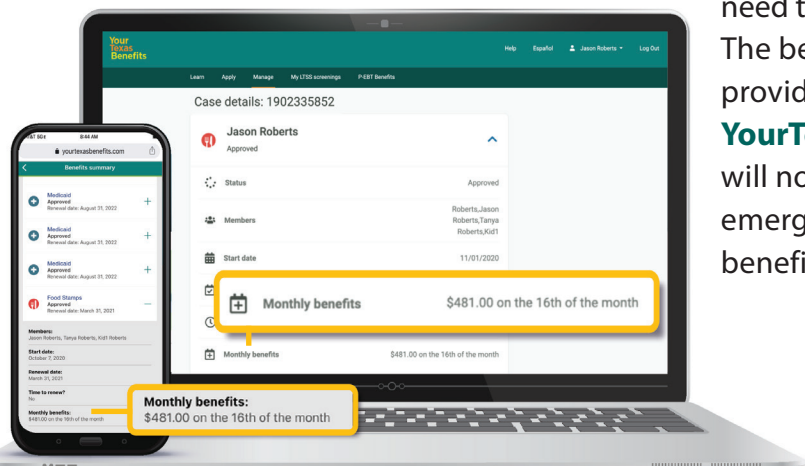 need t
The be
provid
YourTe
will no
emerg
benefi
Your
Texas
Benefits
Help Español Jason Roberts Log Out
Learn Apply Manage My LTSS screenings P-EBT Benefits
Case details: 1902335852
Jason Roberts
Approved
Status Approved
Members Roberts,Jason
Roberts,Tanya
Roberts,Kid1
Start date 11/01/2020
Monthly benefits $481.00 on the 16th of the month
Monthly benefits $481.00 on the 16th of the month
8:44 AM
yourtexasbenefits.com
Benefits summary
Medicaid
Approved
Renewal date: August 31, 2022
Medicaid
Approved
Renewal date: August 31, 2022
Medicaid
Approved
Renewal date: August 31, 2022
Food Stamps
Approved
Renewal date: March 31, 2021
Members:
Jason Roberts, Tanya Roberts, Kid1 Roberts
Start date:
October 7, 2020
Renewal date:
March 31, 2021
Time to renew?
No
Monthly benefits:
$481.00 on the 16th of the month
Monthly benefits:
$481.00 on the 16th of the month